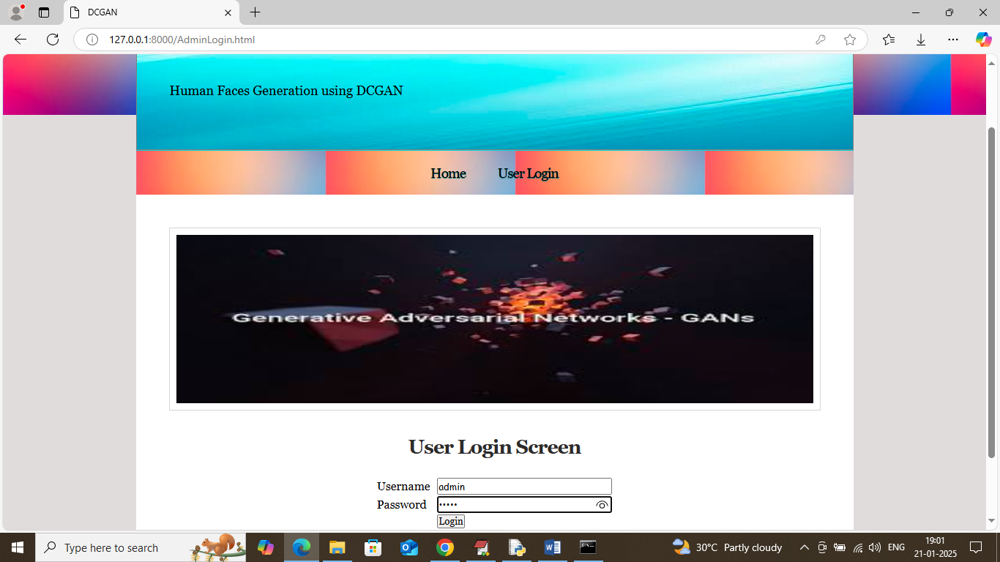 DCGAN
127.0.0.1:8000/AdminLogin.html
Human Faces Generation using DCGAN
Home User Login
Generative Adversarial Networks - GANs
User Login Screen
Username admin
Password •••••
Login
Type here to search
30°C Partly cloudy
ENG
19:01
21-01-2025